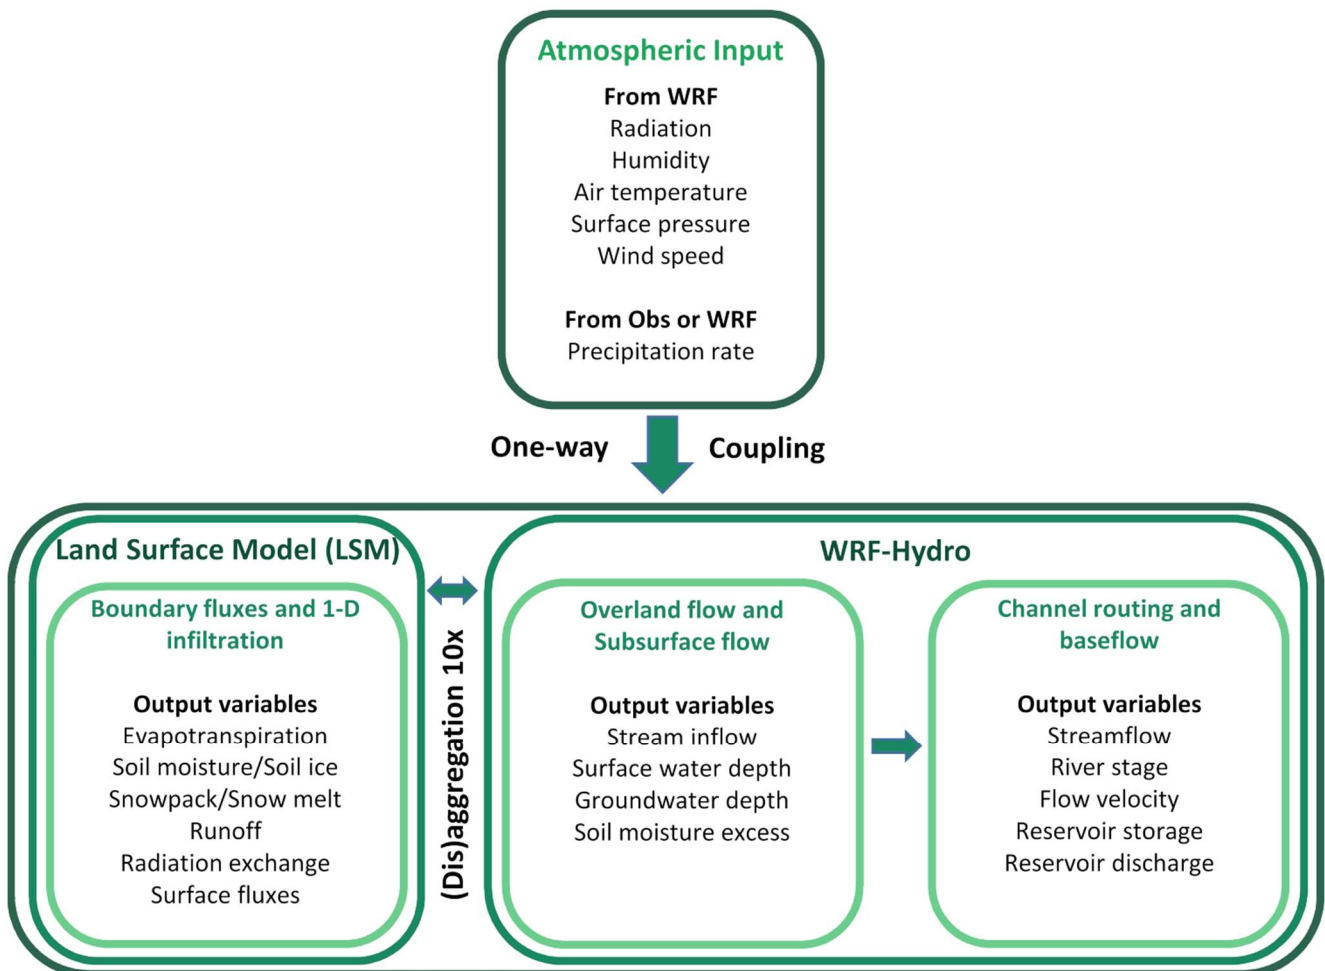 Atmospheric Input
From WRF
Radiation
Humidity
Air temperature
Surface pressure
Wind speed
From Obs or WRF
Precipitation rate
One-way
Coupling
Land Surface Model (LSM)
Boundary fluxes and 1-D
infiltration
Output variables
Evapotranspiration
Soil moisture/Soil ice
Snowpack/Snow melt
Runoff
Radiation exchange
Surface fluxes
(Dis)aggregation 10x
WRF-Hydro
Overland flow and
Subsurface flow
Output variables
Stream inflow
Surface water depth
Groundwater depth
Soil moisture excess
Channel routing and
baseflow
Output variables
Streamflow
River stage
Flow velocity
Reservoir storage
Reservoir discharge